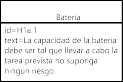 Bateria
id=H1a.1
text=La capacidad de la bateria
debe ser tal que llevar a cabo la
tarea prevista no suponga
ningún riesgo.